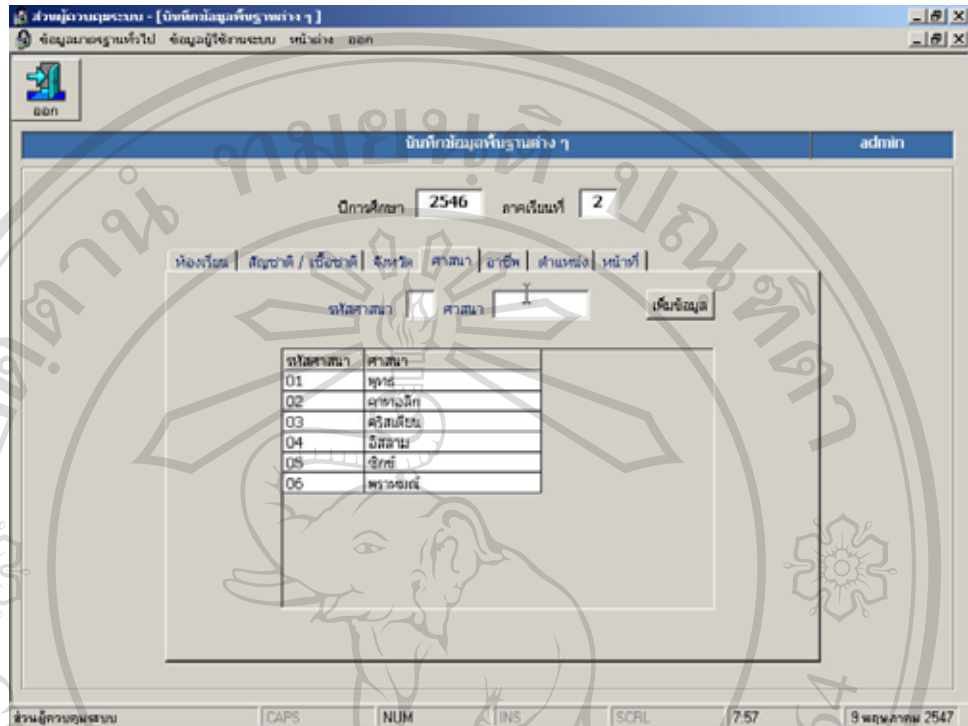 ส่วนผู้ควบคุมระบบ - [บันทึกข้อมูลพื้นฐานต่าง ๆ ]
ข้อมูลมาตรฐานทั่วไป ข้อมูลผู้ใช้งานระบบ หน้าต่าง ออก
ออก
บันทึกข้อมูลพื้นฐานต่าง ๆ admin
ปีการศึกษา 2546 ภาคเรียนที่ 2
ห้องเรียน สัญชาติ / เชื้อชาติ จังหวัด ศาสนา อาชีพ ตำแหน่ง หน้าที่
รหัสศาสนา ศาสนา เพิ่มข้อมูล
รหัสศาสนา ศาสนา
01 พุทธ
02 คาทอลิก
03 คริสเตียน
04 อิสลาม
05 ซิกข์
06 พราหมณ์
ส่วนผู้ควบคุมระบบ CAPS NUM INS SCRL 7:57 9 พฤษภาคม 2547